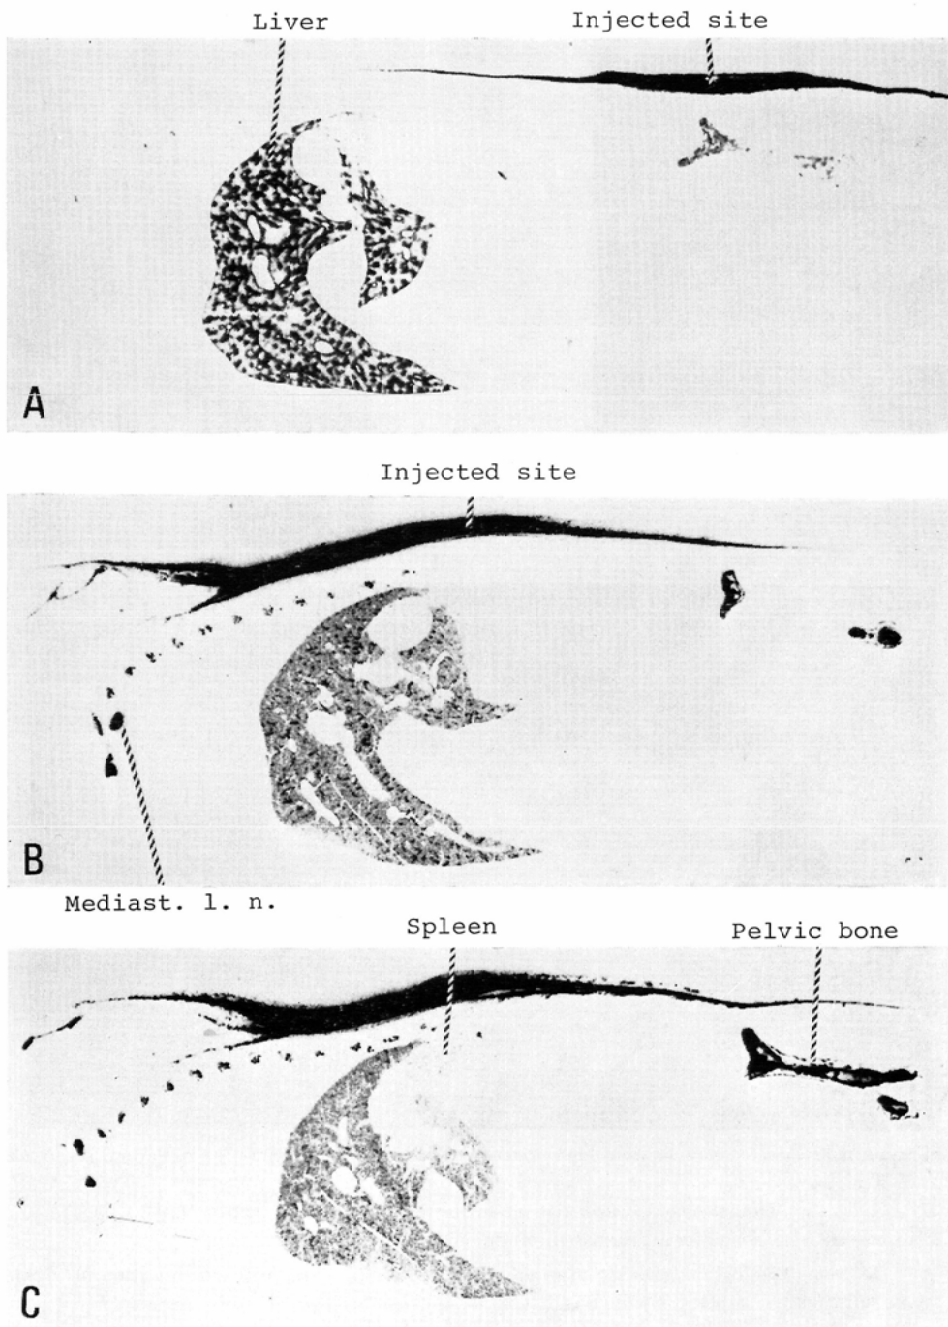 Liver Injected site
A
Injected site
B
Mediast. l. n.
Spleen Pelvic bone
C